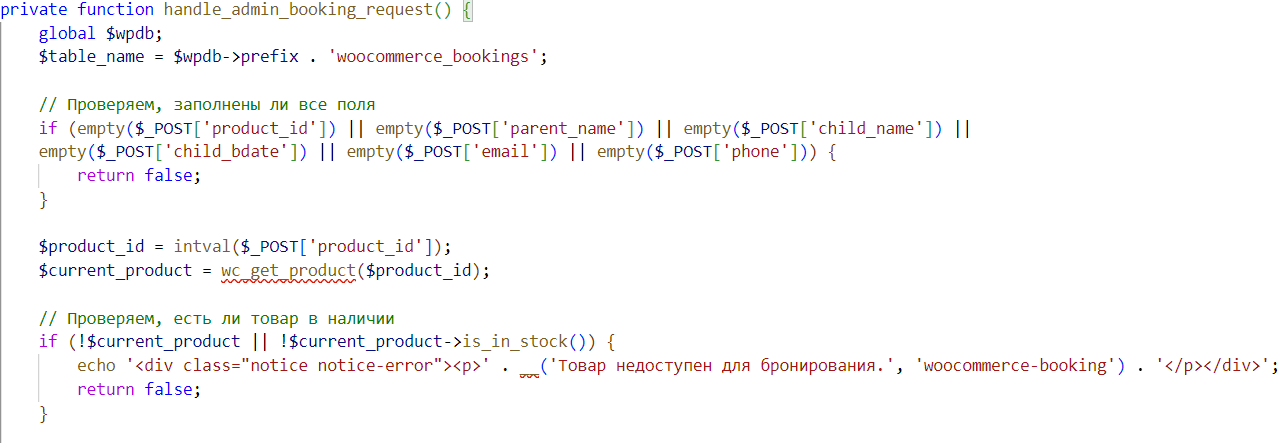 private function handle_admin_booking_request() {
global $wpdb;
$table_name = $wpdb->prefix . 'woocommerce_bookings';
// Проверяем, заполнены ли все поля
if (empty($_POST['product_id']) || empty($_POST['parent_name']) || empty($_POST['child_name']) ||
empty($_POST['child_bdate']) || empty($_POST['email']) || empty($_POST['phone'])) {
return false;
}
$product_id = intval($_POST['product_id']);
$current_product = wc_get_product($product_id);
// Проверяем, есть ли товар в наличии
if (!$current_product || !$current_product->is_in_stock()) {
echo '<div class="notice notice-error"><p>' . __('Товар недоступен для бронирования.', 'woocommerce-booking') . '</p></div>';
return false;
}